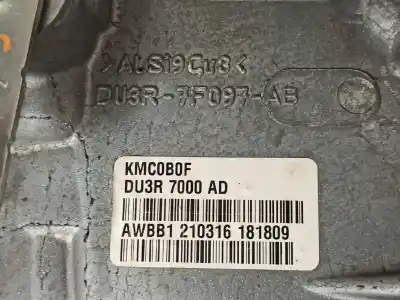 >ALSI9Cu3<
DU3R-7F097-AB
KMC0B0F
DU3R 7000 AD
AWBB1 210316 181809